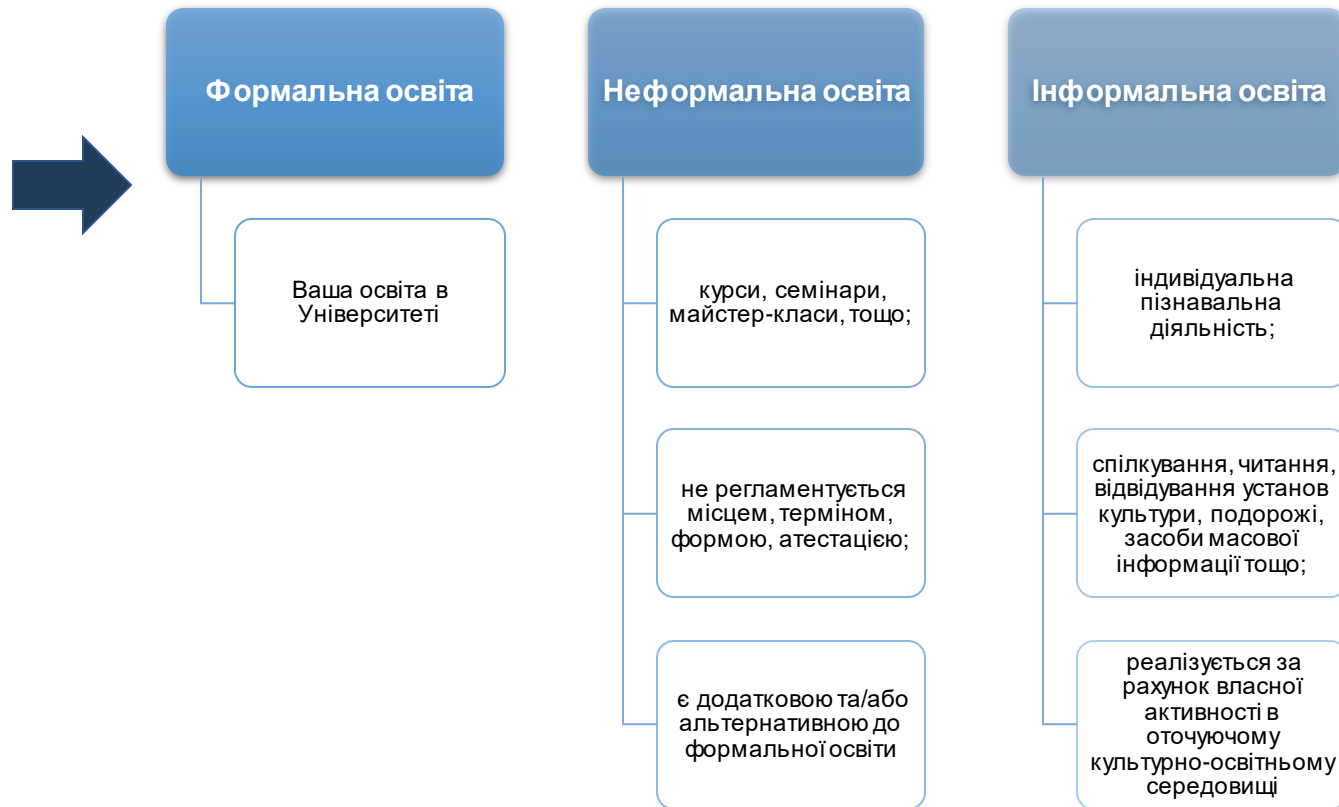 Формальна освіта
Ваша освіта в
Університеті
Неформальна освіта
курси, семінари,
майстер-класи, тощо;
не регламентується
місцем, терміном,
формою, атестацією;
є додатковою та/або
альтернативною до
формальної освіти
Інформальна освіта
індивідуальна
пізнавальна
діяльність;
спілкування, читання,
відвідування установ
культури, подорожі,
засоби масової
інформації тощо;
реалізується за
рахунок власної
активності в
оточуючому
культурно-освітньому
середовищі